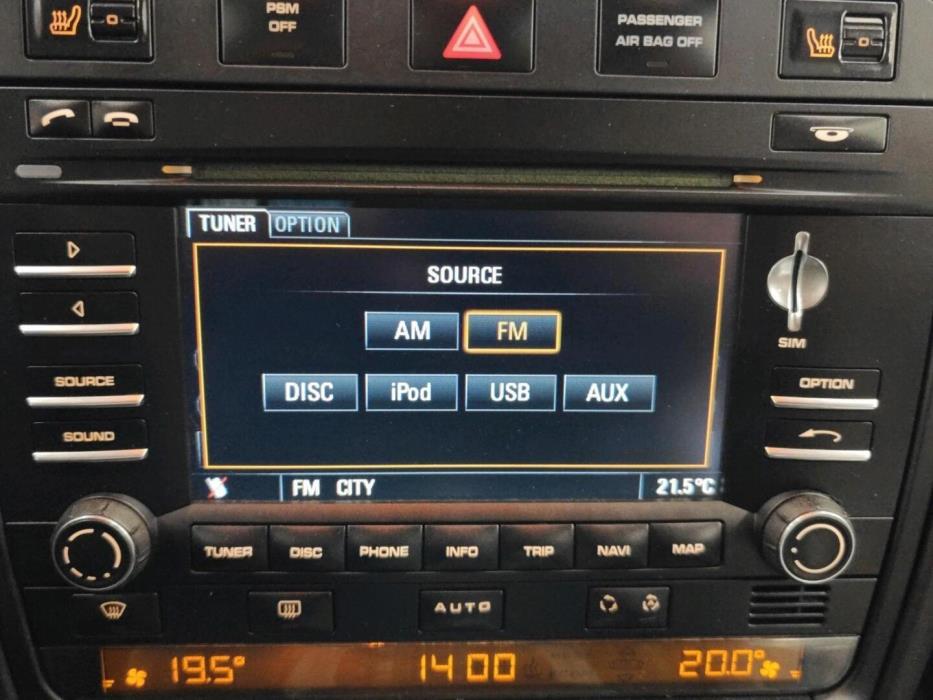 PSM
OFF
PASSENGER
AIR BAG OFF
TUNER OPTION
SOURCE
AM FM
DISC iPod USB AUX
FM CITY 21.5°C
SOURCE
SOUND
SIM
OPTION
TUNER DISC PHONE INFO TRIP NAVI MAP
AUTO
19.5° 14 00 20.0°